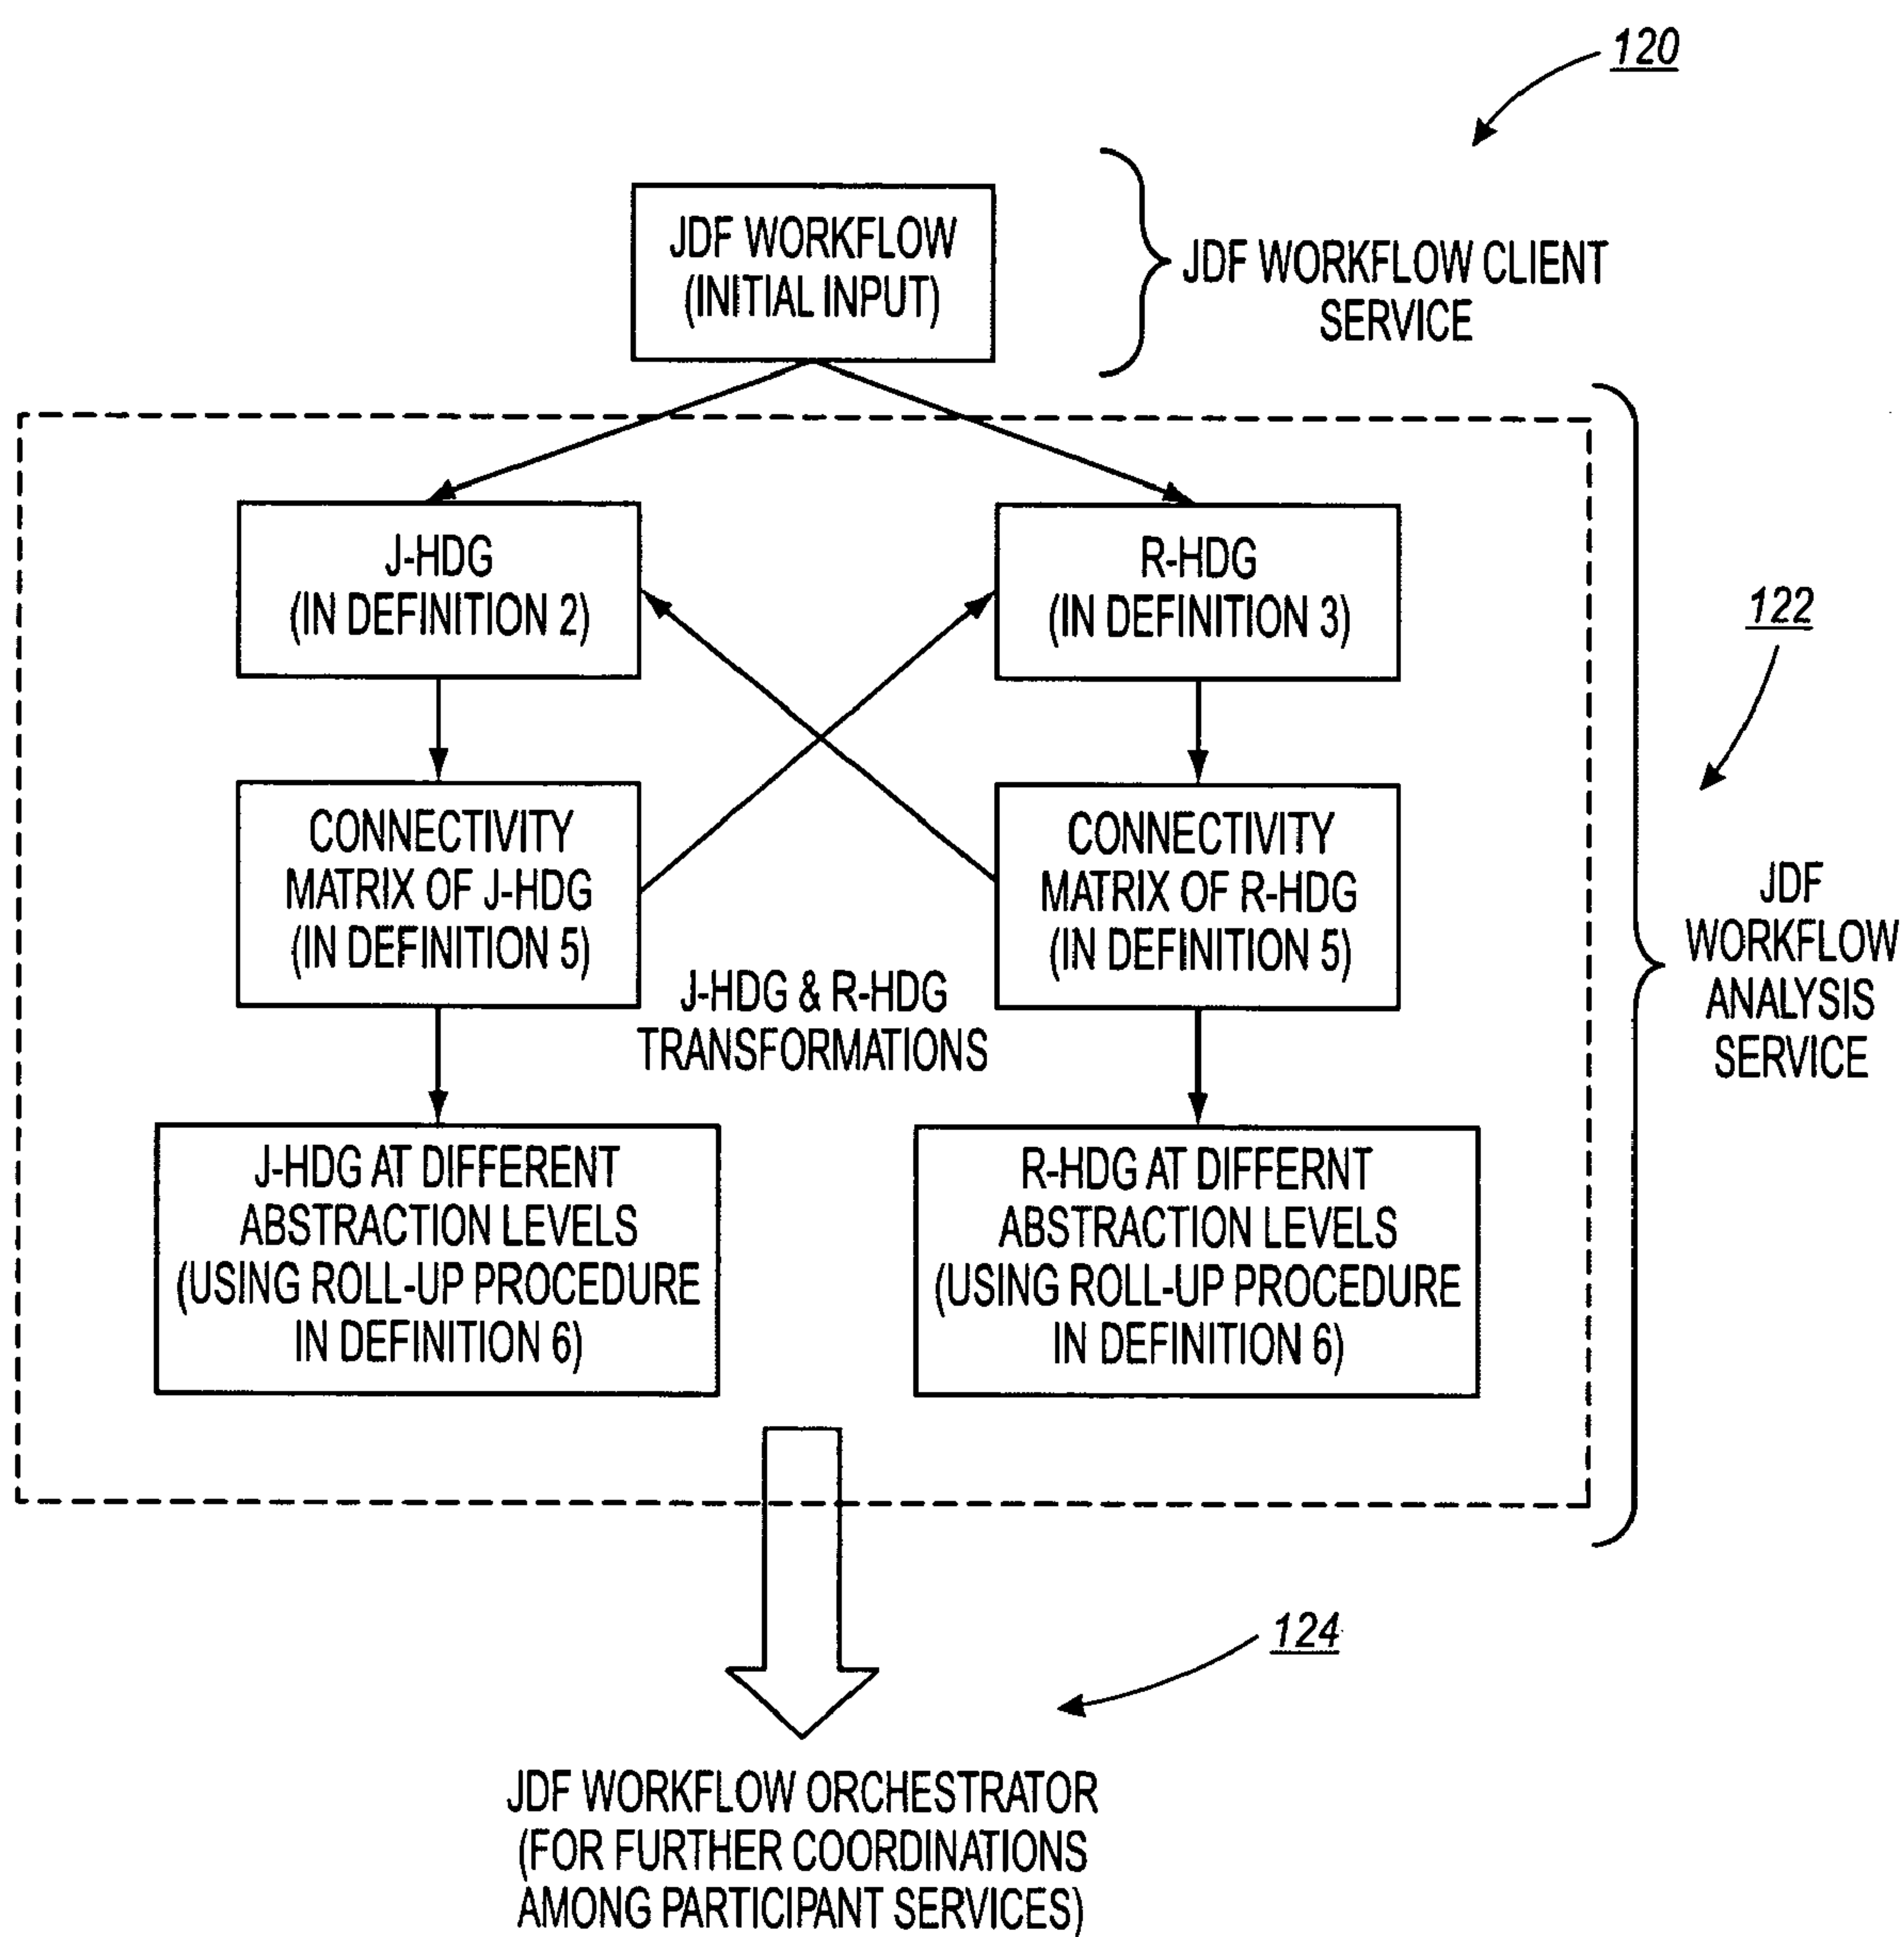 120
JDF WORKFLOW
(INITIAL INPUT)
JDF WORKFLOW CLIENT
SERVICE
J-HDG
(IN DEFINITION 2)
R-HDG
(IN DEFINITION 3)
122
CONNECTIVITY
MATRIX OF J-HDG
(IN DEFINITION 5)
CONNECTIVITY
MATRIX OF R-HDG
(IN DEFINITION 5)
J-HDG & R-HDG
TRANSFORMATIONS
JDF
WORKFLOW
ANALYSIS
SERVICE
J-HDG AT DIFFERENT
ABSTRACTION LEVELS
(USING ROLL-UP PROCEDURE
IN DEFINITION 6)
R-HDG AT DIFFERNT
ABSTRACTION LEVELS
(USING ROLL-UP PROCEDURE
IN DEFINITION 6)
124
JDF WORKFLOW ORCHESTRATOR
(FOR FURTHER COORDINATIONS
AMONG PARTICIPANT SERVICES)